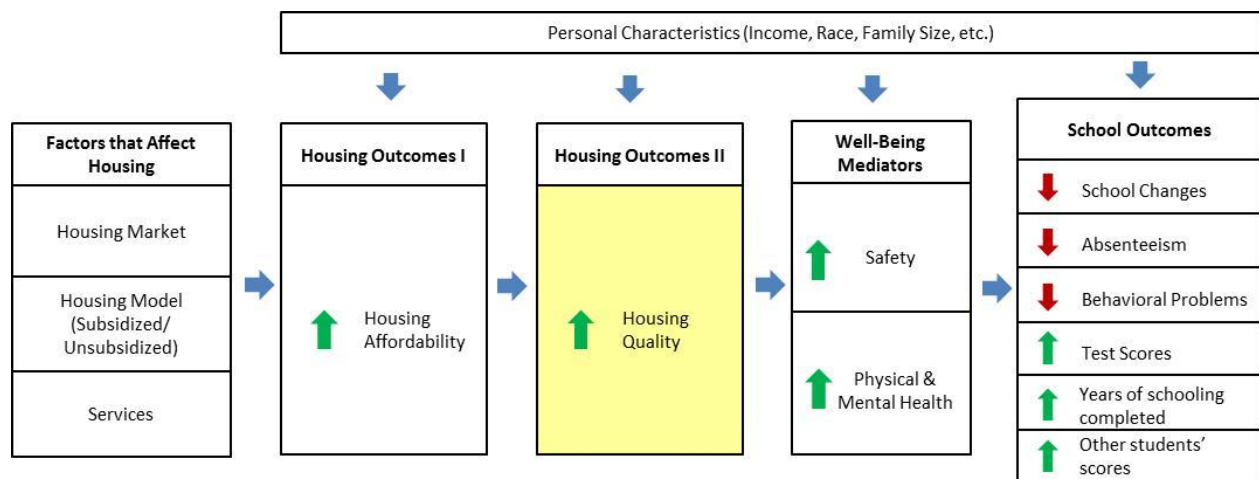 Personal Characteristics (Income, Race, Family Size, etc.)
Factors that Affect
Housing
Housing Market
Housing Model
(Subsidized/
Unsubsidized)
Services
Housing Outcomes I
Housing
Affordability
Housing Outcomes II
Housing
Quality
Well-Being
Mediators
Safety
Physical &
Mental Health
School Outcomes
School Changes
Absenteeism
Behavioral Problems
Test Scores
Years of schooling
completed
Other students’
scores